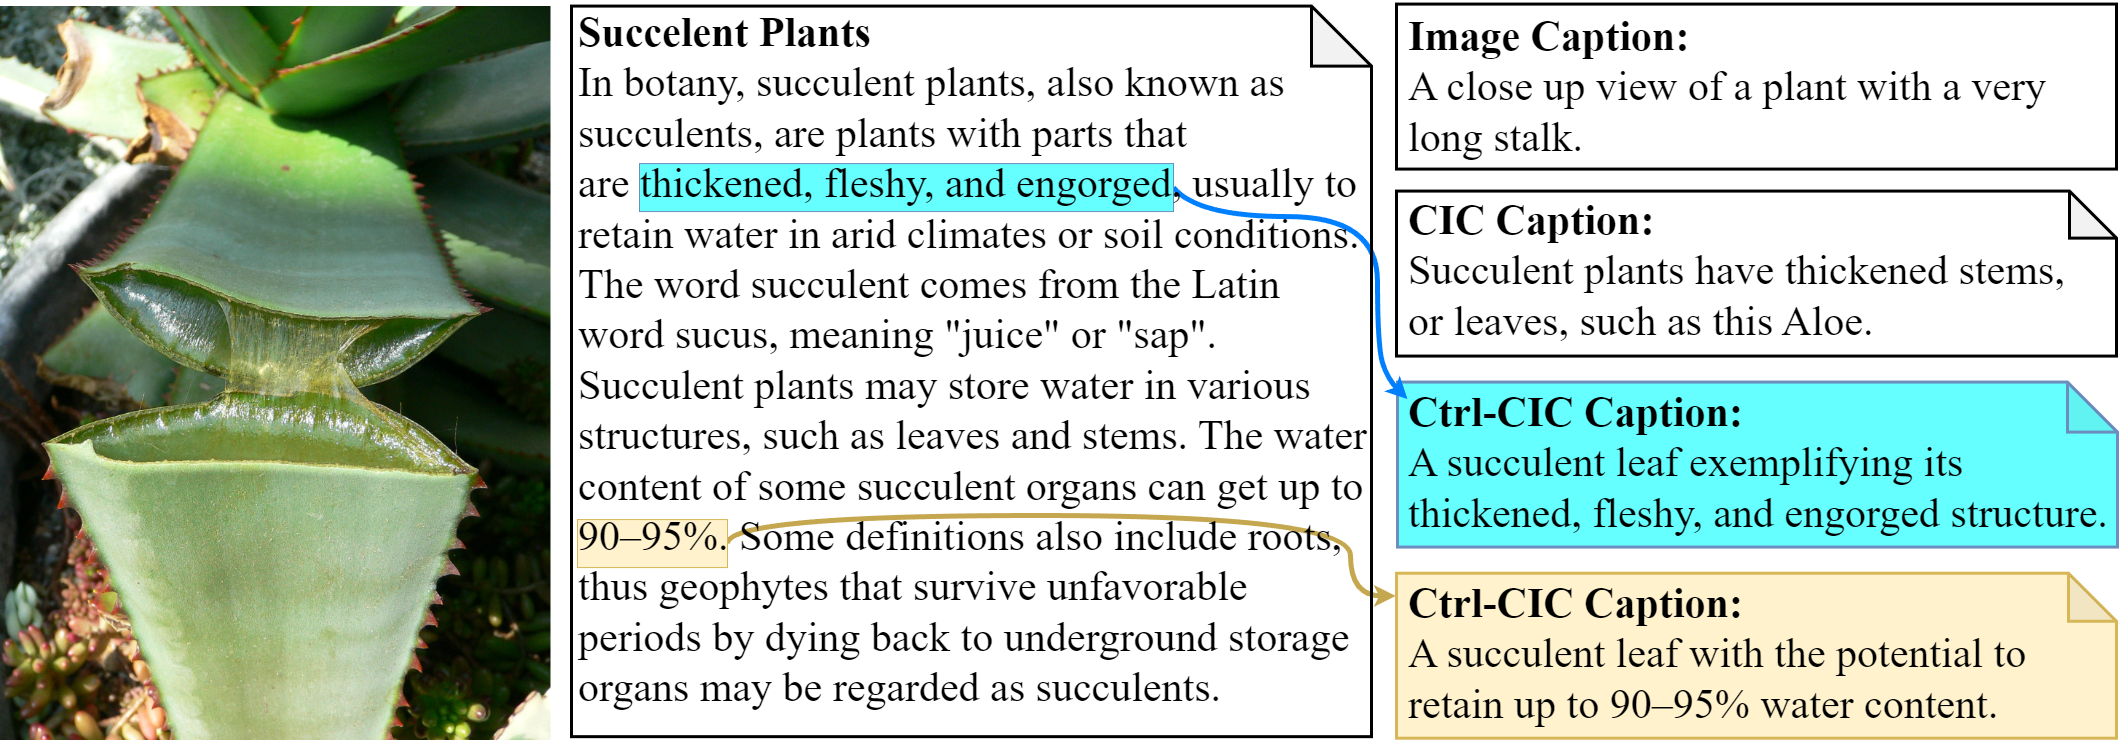 Succelent Plants
In botany, succulent plants, also known as
succulents, are plants with parts that
are thickened, fleshy, and engorged, usually to
retain water in arid climates or soil conditions.
The word succulent comes from the Latin
word sucus, meaning "juice" or "sap".
Succulent plants may store water in various
structures, such as leaves and stems. The water
content of some succulent organs can get up to
90–95%. Some definitions also include roots,
thus geophytes that survive unfavorable
periods by dying back to underground storage
organs may be regarded as succulents.
Image Caption:
A close up view of a plant with a very
long stalk.
CIC Caption:
Succulent plants have thickened stems,
or leaves, such as this Aloe.
Ctrl-CIC Caption:
A succulent leaf exemplifying its
thickened, fleshy, and engorged structure.
Ctrl-CIC Caption:
A succulent leaf with the potential to
retain up to 90–95% water content.